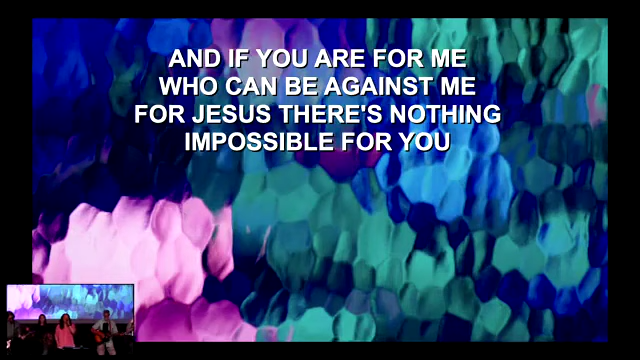 AND IF YOU ARE FOR ME
WHO CAN BE AGAINST ME
FOR JESUS THERE'S NOTHING
IMPOSSIBLE FOR YOU